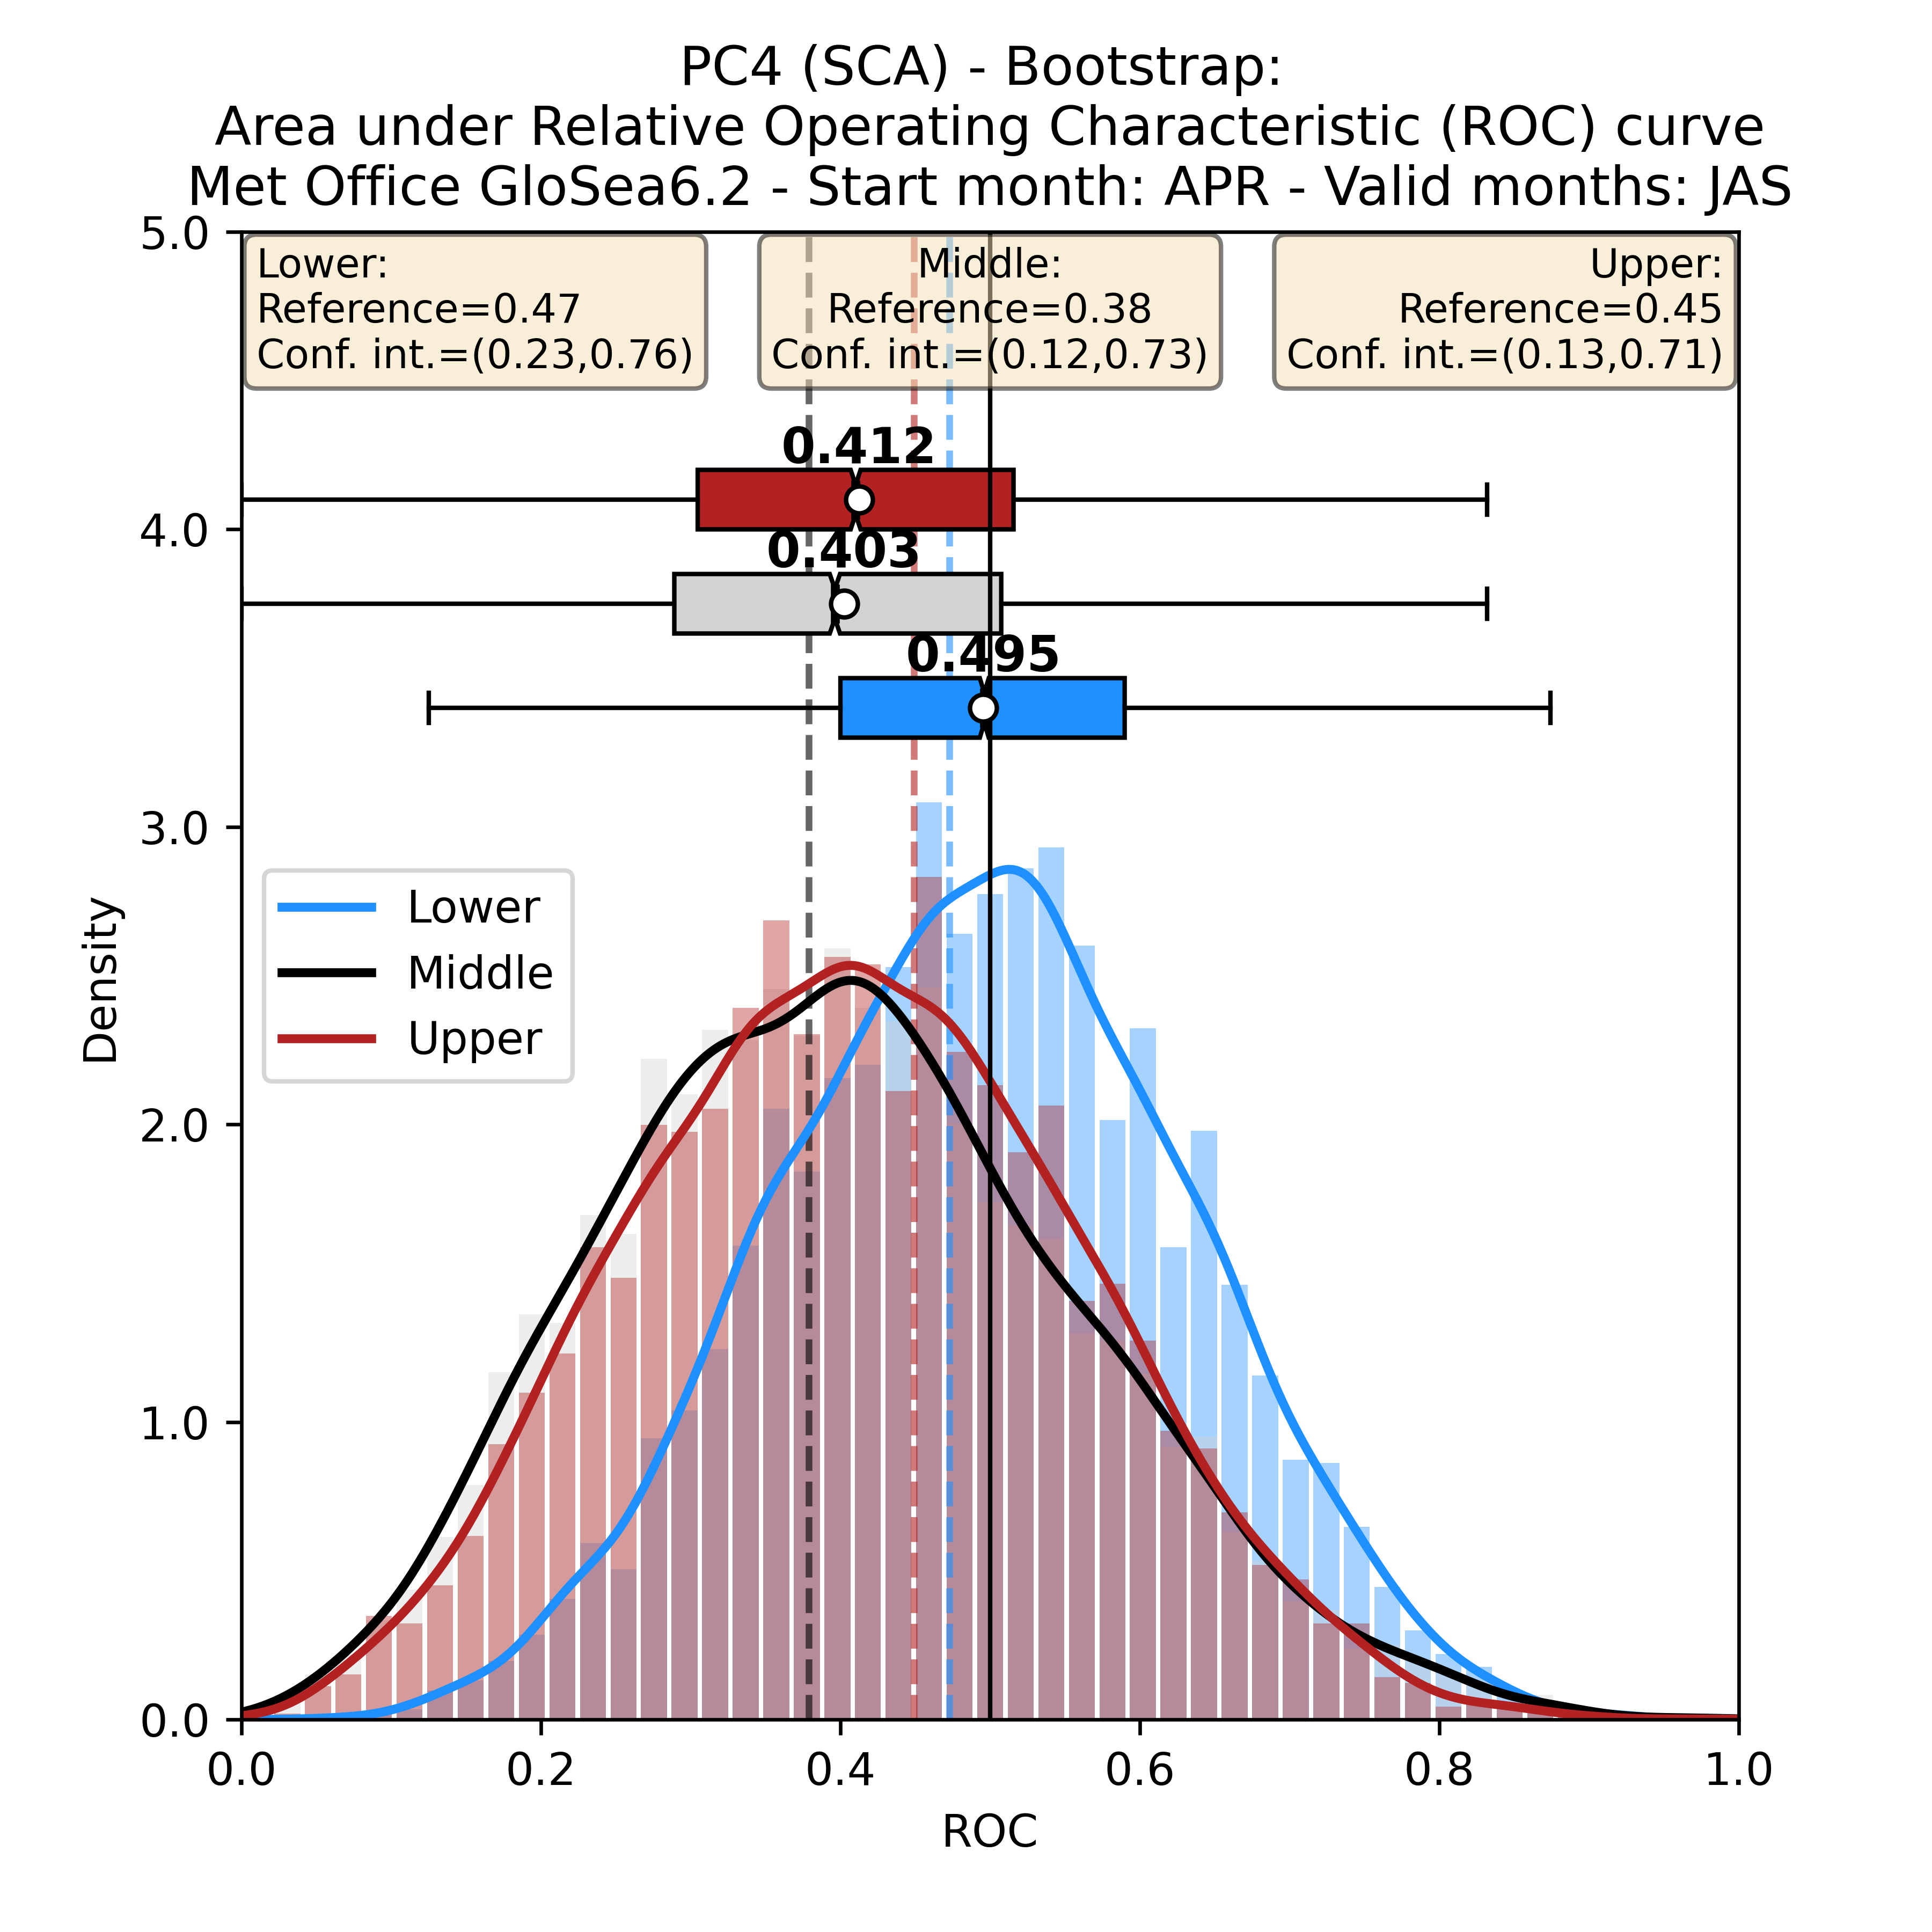 PC4 (SCA) - Bootstrap:
Area under Relative Operating Characteristic (ROC) curve
Met Office GloSea6.2 - Start month: APR - Valid months: JAS
Lower:
Reference=0.47
Conf. int.=(0.23,0.76)
Middle:
Reference=0.38
Conf. int.=(0.12,0.73)
Upper:
Reference=0.45
Conf. int.=(0.13,0.71)
0.412
0.403
0.495
Lower
Middle
Upper
Density
5.0
4.0
3.0
2.0
1.0
0.0
0.0 0.2 0.4 0.6 0.8 1.0
ROC